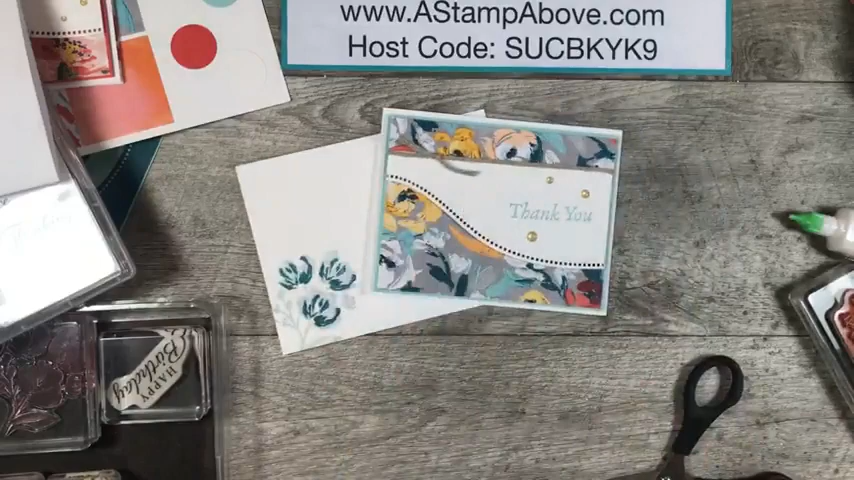 www.AStampAbove.com
Host Code: SUCBKYK9
Thank You
HAPPY
Birthday